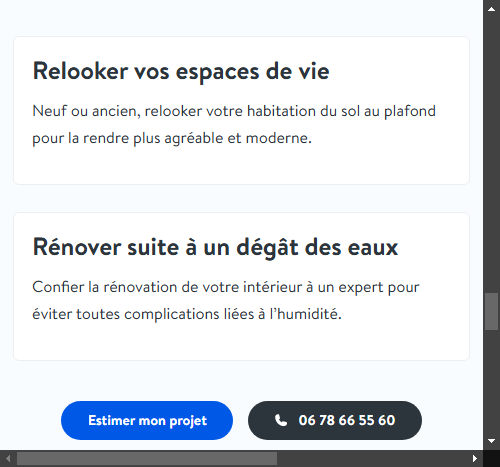 Relooker vos espaces de vie
Neuf ou ancien, relooker votre habitation du sol au plafond
pour la rendre plus agréable et moderne.
Rénover suite à un dégât des eaux
Confier la rénovation de votre intérieur à un expert pour
éviter toutes complications liées à l'humidité.
Estimer mon projet
06 78 66 55 60